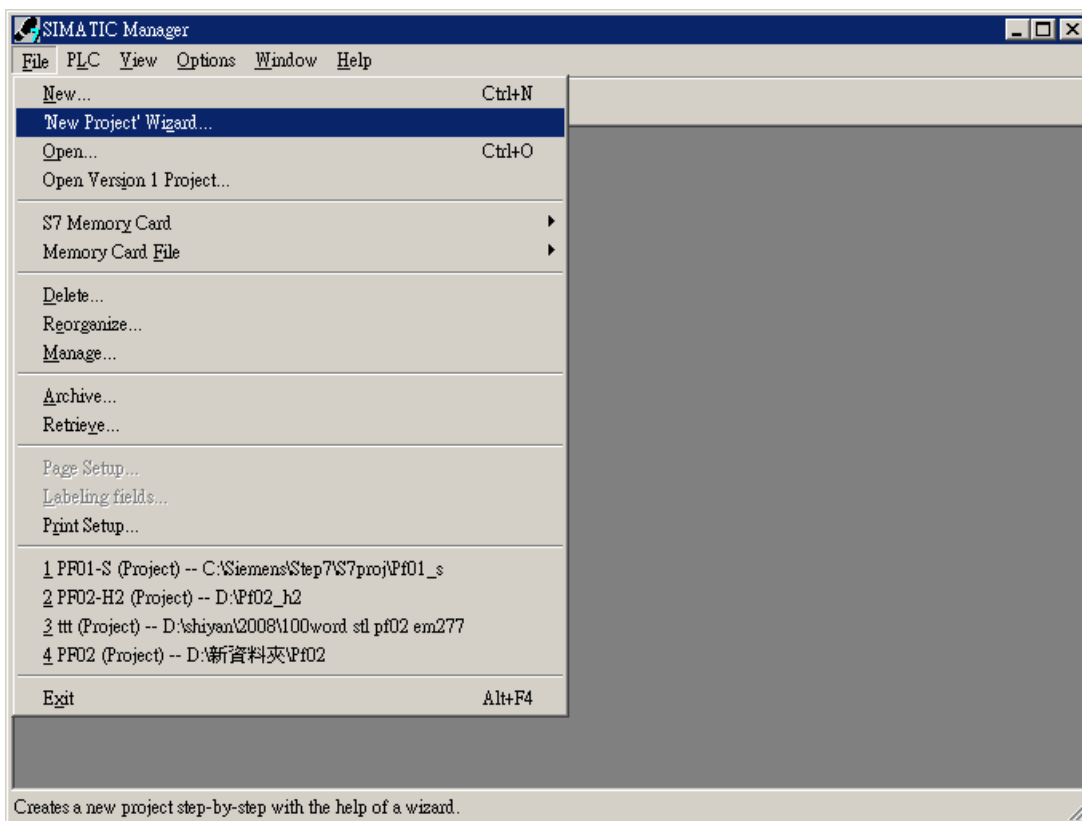 SIMATIC Manager
File PLC View Options Window Help
New... Ctrl+N
'New Project' Wizard...
Open... Ctrl+O
Open Version 1 Project...
S7 Memory Card
Memory Card File
Delete...
Reorganize...
Manage...
Archive...
Retrieve...
Page Setup...
Labeling fields...
Print Setup...
1 PF01-S (Project) -- C:\Siemens\Step7\S7proj\Pf01_s
2 PF02-H2 (Project) -- D:\Pf02_h2
3 ttt (Project) -- D:\shiyan\2008\100word stl pf02 em277
4 PF02 (Project) -- D:\新資料夾\Pf02
Exit Alt+F4
Creates a new project step-by-step with the help of a wizard.